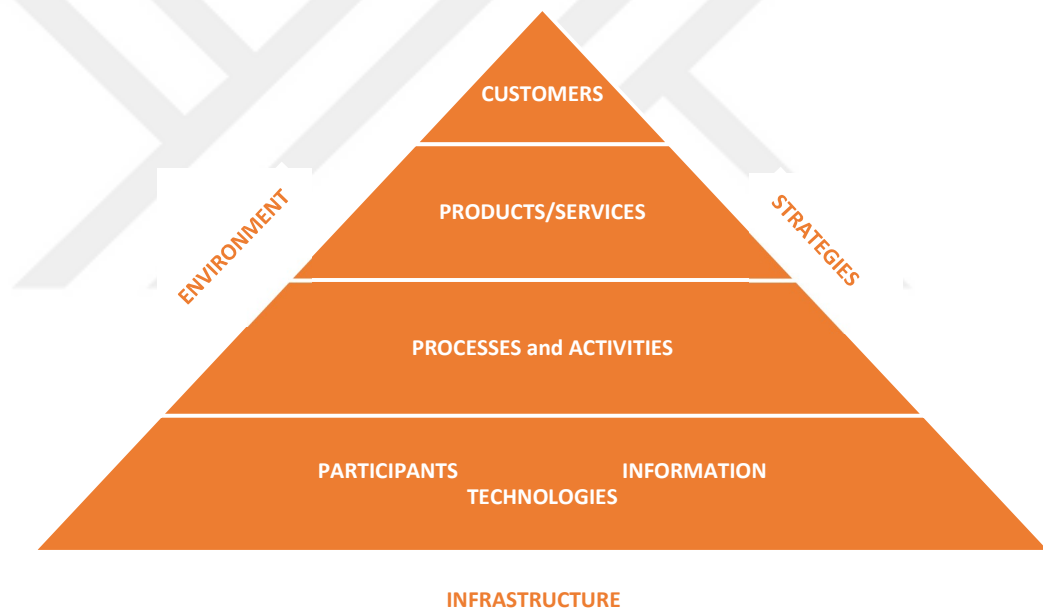 CUSTOMERS
PRODUCTS/SERVICES
ENVIRONMENT
STRATEGIES
PROCESSES and ACTIVITIES
PARTICIPANTS INFORMATION
TECHNOLOGIES
INFRASTRUCTURE